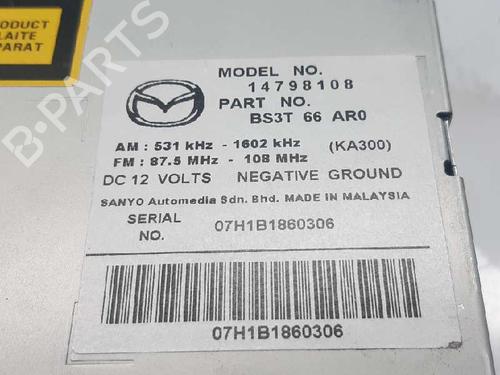 PRODUCT
LAITE
PARAT
MODEL NO.
14798108
PART NO.
BS3T 66 AR0
AM : 531 kHz - 1602 kHz (KA300)
FM : 87.5 MHz - 108 MHz
DC 12 VOLTS NEGATIVE GROUND
SANYO Automedia Sdn. Bhd. MADE IN MALAYSIA
SERIAL NO. 07H1B1860306
07H1B1860306
B-PARTS